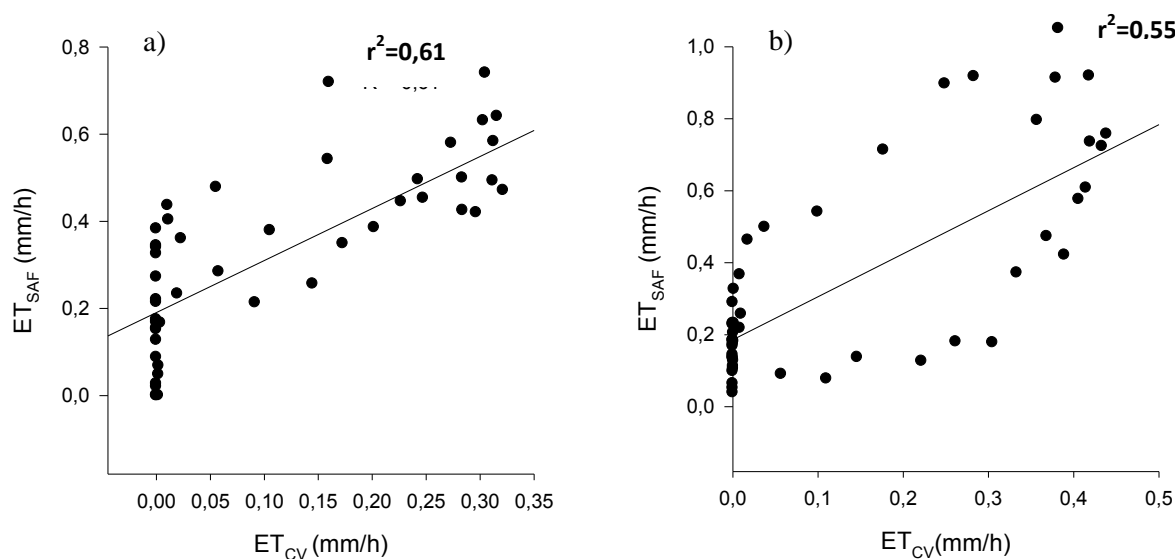 a)
r²=0,61
0,8
0,6
0,4
0,2
0,0
ET_SAF (mm/h)
0,00 0,05 0,10 0,15 0,20 0,25 0,30 0,35
ET_CV (mm/h)
b)
r²=0,55
1,0
0,8
0,6
0,4
0,2
0,0
ET_SAF (mm/h)
0,0 0,1 0,2 0,3 0,4 0,5
ET_CV (mm/h)